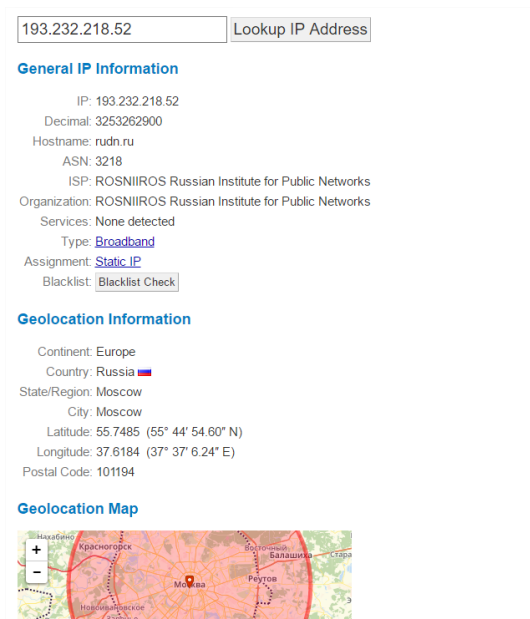 193.232.218.52 Lookup IP Address
General IP Information
IP: 193.232.218.52
Decimal: 3253262900
Hostname: rudn.ru
ASN: 3218
ISP: ROSNIIROS Russian Institute for Public Networks
Organization: ROSNIIROS Russian Institute for Public Networks
Services: None detected
Type: Broadband
Assignment: Static IP
Blacklist: Blacklist Check
Geolocation Information
Continent: Europe
Country: Russia
State/Region: Moscow
City: Moscow
Latitude: 55.7485 (55° 44′ 54.60″ N)
Longitude: 37.6184 (37° 37′ 6.24″ E)
Postal Code: 101194
Geolocation Map
Нахабино
+
Красногорск
Восточный
Балашиха
Стара
−
Москва
Реутов
Новоивановское